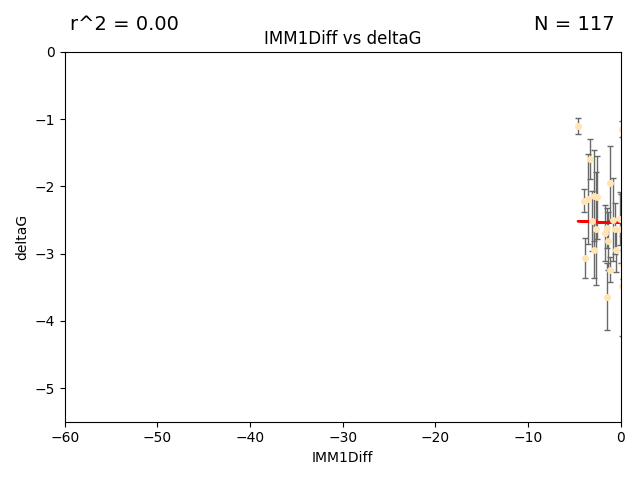 r^2 = 0.00
N = 117
IMM1Diff vs deltaG
0
−1
−2
−3
−4
−5
deltaG
−60
−50
−40
−30
−20
−10
0
IMM1Diff